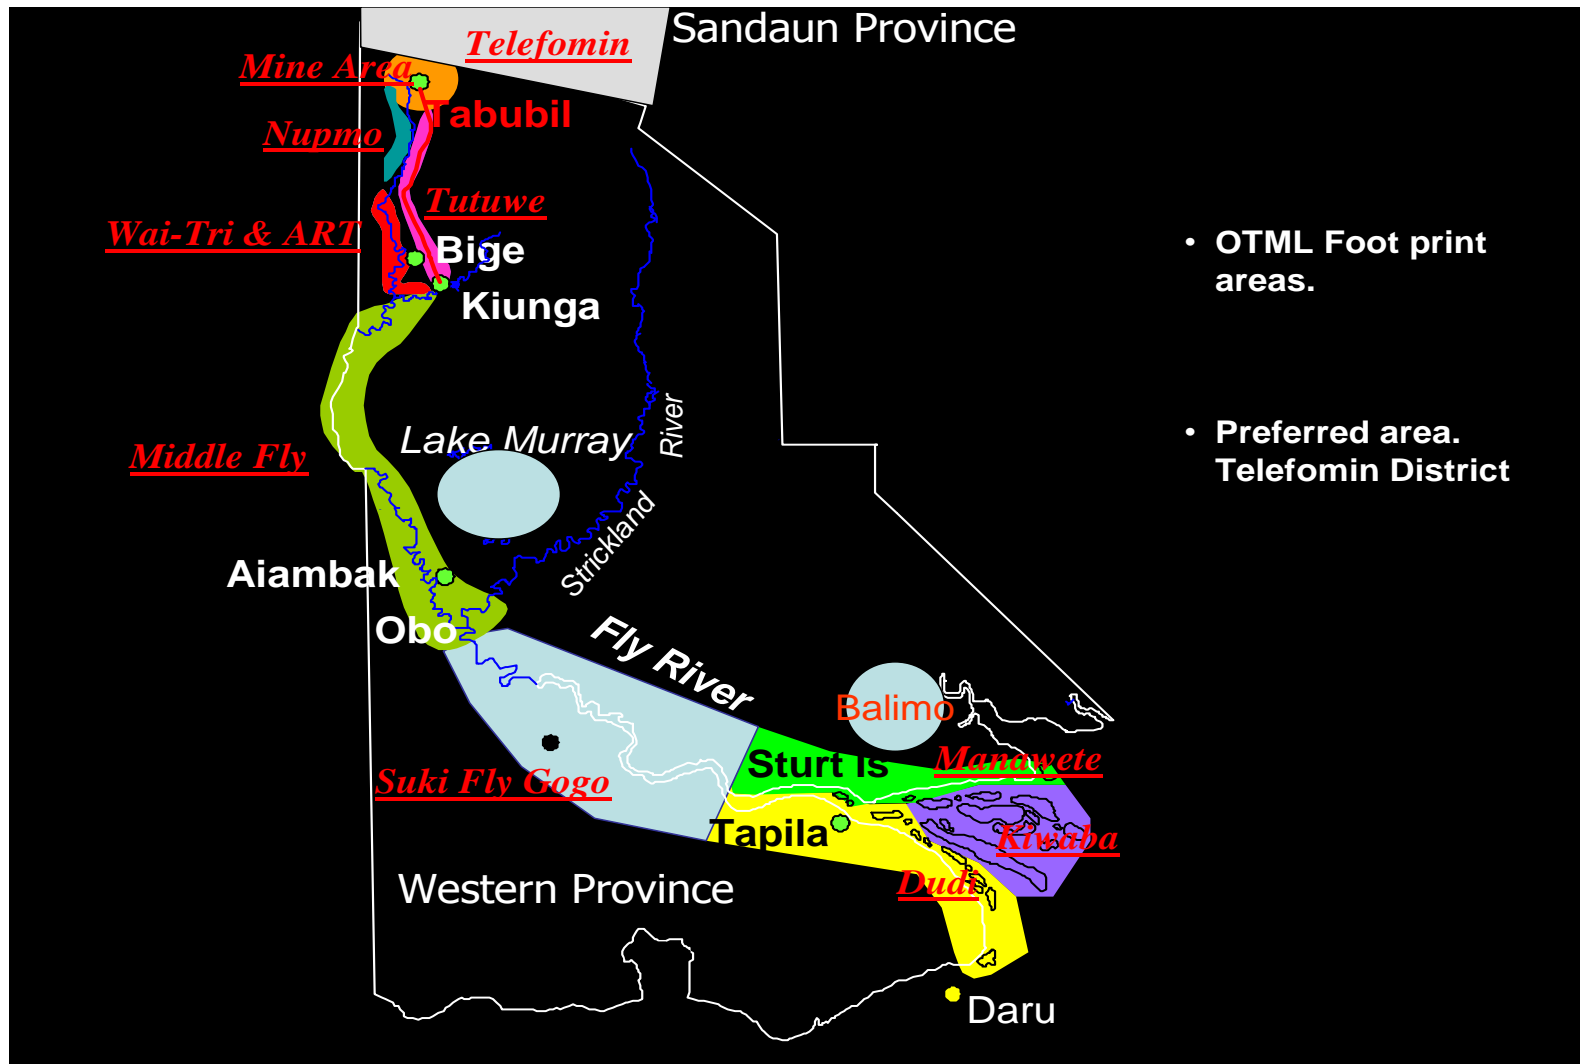 Sandaun Province
Telefomin
Mine Area
Tabubil
Nupmo
Tutuwe
Wai-Tri & ART
Bige
Kiunga
• OTML Foot print
areas.
Lake Murray
River
Middle Fly
• Preferred area.
Telefomin District
Strickland
Aiambak
Obo
Fly River
Balimo
Sturt Is
Manawete
Suki Fly Gogo
Tapila
Kiwaba
Dudi
Western Province
Daru